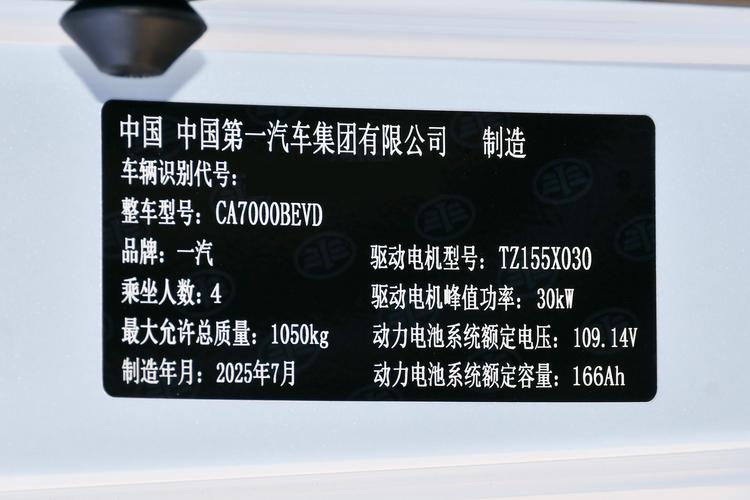 中国 中国第一汽车集团有限公司 制造
车辆识别代号:
整车型号: CA7000BEVD
品牌: 一汽
驱动电机型号: TZ155X030
乘坐人数: 4
驱动电机峰值功率: 30kW
最大允许总质量: 1050kg
动力电池系统额定电压: 109.14V
制造年月: 2025年7月
动力电池系统额定容量: 166Ah